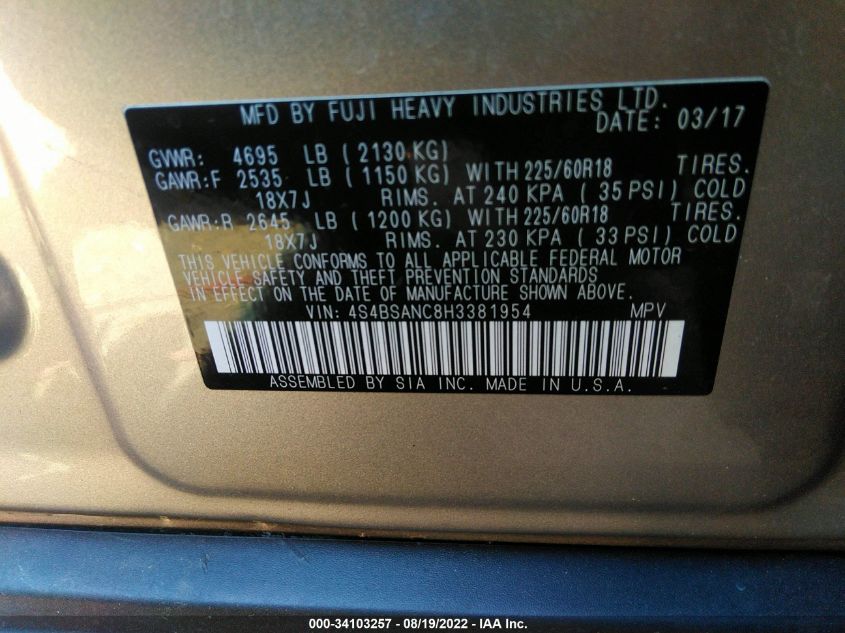 MFD BY FUJI HEAVY INDUSTRIES LTD.
DATE: 03/17
GVWR: 4695 LB ( 2130 KG)
GAWR:F 2535 LB ( 1150 KG) WITH 225/60R18 TIRES.
18X7J RIMS. AT 240 KPA ( 35 PSI) COLD
GAWR:R 2645 LB ( 1200 KG) WITH 225/60R18 TIRES.
18X7J RIMS. AT 230 KPA ( 33 PSI) COLD
THIS VEHICLE CONFORMS TO ALL APPLICABLE FEDERAL MOTOR
VEHICLE SAFETY AND THEFT PREVENTION STANDARDS
IN EFFECT ON THE DATE OF MANUFACTURE SHOWN ABOVE.
VIN: 4S4BSANC8H3381954 MPV
ASSEMBLED BY SIA INC. MADE IN U.S.A.
000-34103257 - 08/19/2022 - IAA Inc.